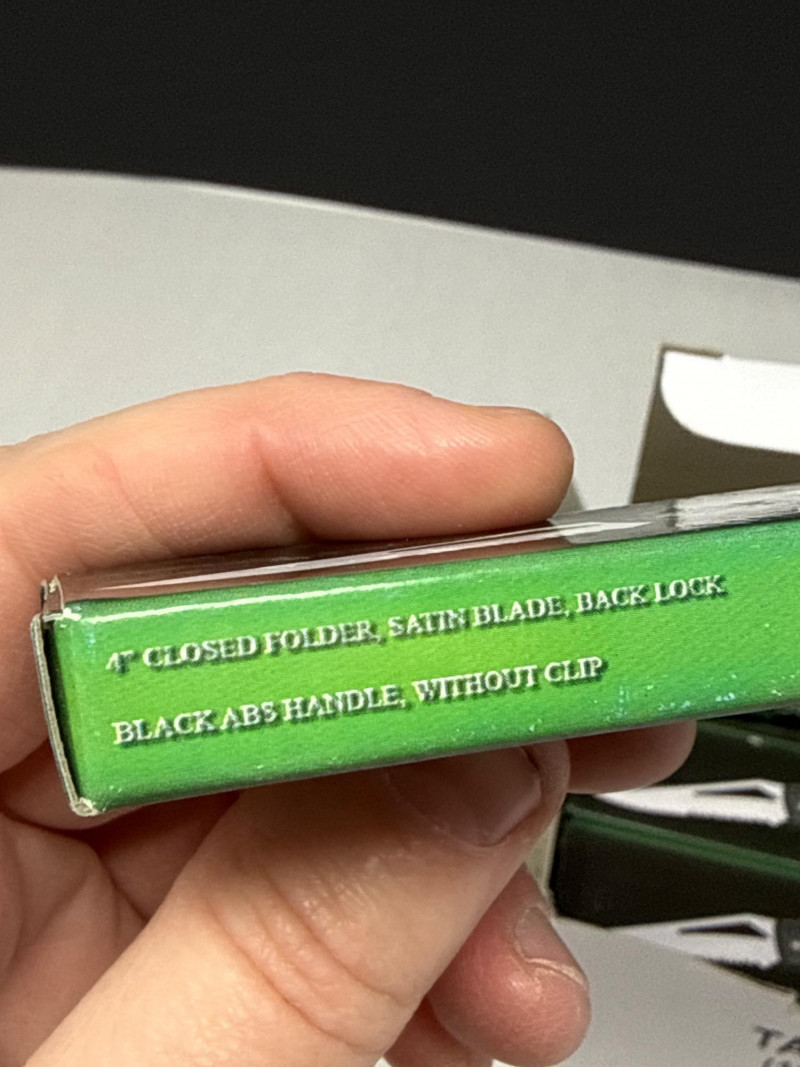 4" CLOSED FOLDER, SATIN BLADE, BACK LOCK
BLACK ABS HANDLE, WITHOUT CLIP